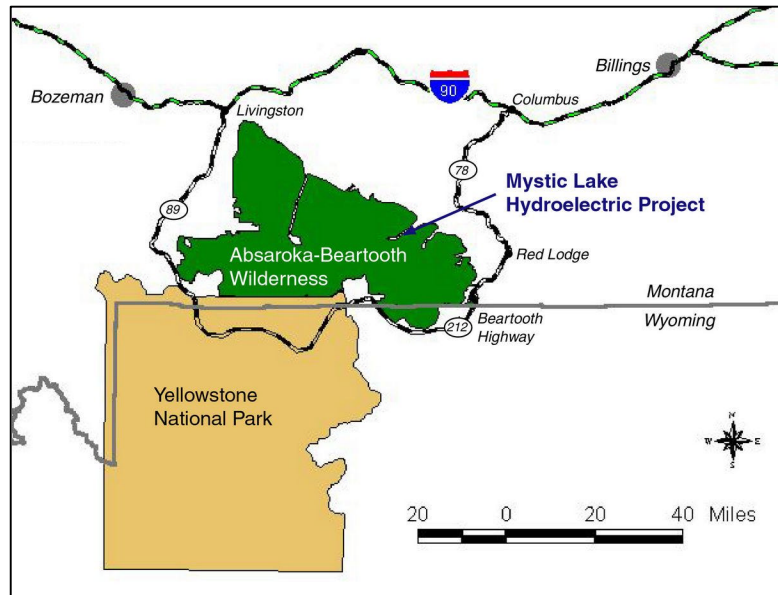 Billings
Bozeman
90
Columbus
Livingston
78
Mystic Lake
Hydroelectric Project
89
Absaroka-Beartooth
Wilderness
Red Lodge
Montana
Wyoming
212
Beartooth
Highway
Yellowstone
National Park
N
W E
S
20 0 20 40 Miles